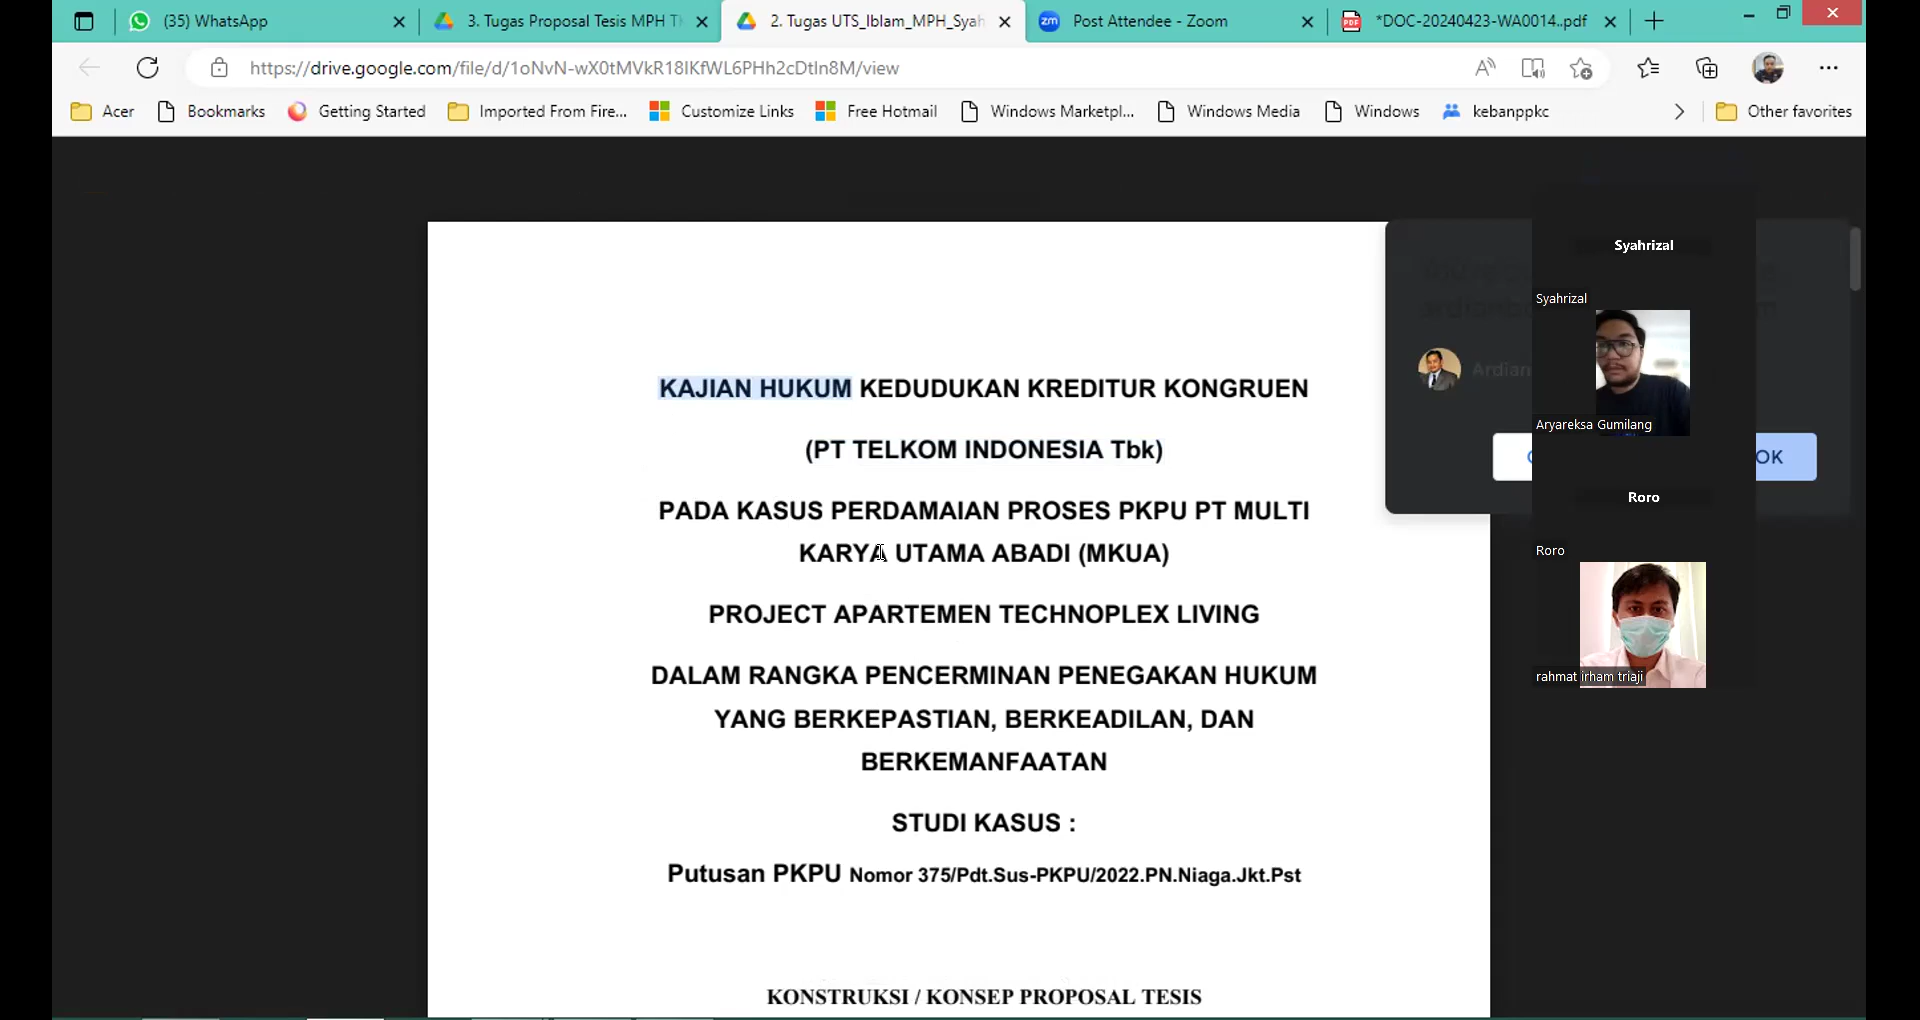 (35) WhatsApp
3. Tugas Proposal Tesis MPH
2. Tugas UTS_Iblam_MPH_Syah
Post Attendee - Zoom
*DOC-20240423-WA0014..pdf
https://drive.google.com/file/d/1oNvN-wX0tMVkR18IKfWL6PHh2cDtIn8M/view
Acer
Bookmarks
Getting Started
Imported From Fire...
Customize Links
Free Hotmail
Windows Marketpl...
Windows Media
Windows
kebanppkc
Other favorites
KAJIAN HUKUM KEDUDUKAN KREDITUR KONGRUEN
(PT TELKOM INDONESIA Tbk)
PADA KASUS PERDAMAIAN PROSES PKPU PT MULTI
KARYA UTAMA ABADI (MKUA)
PROJECT APARTEMEN TECHNOPLEX LIVING
DALAM RANGKA PENCERMINAN PENEGAKAN HUKUM
YANG BERKEPASTIAN, BERKEADILAN, DAN
BERKEMANFAATAN
STUDI KASUS :
Putusan PKPU Nomor 375/Pdt.Sus-PKPU/2022.PN.Niaga.Jkt.Pst
KONSTRUKSI / KONSEP PROPOSAL TESIS
Syahrizal
Syahrizal
Ardian
Aryareksa Gumilang
OK
Roro
Roro
rahmat irham triaji